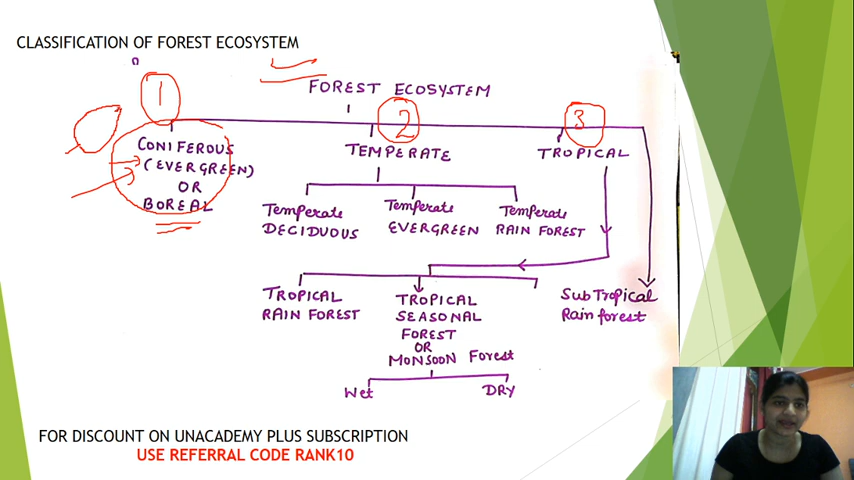 CLASSIFICATION OF FOREST ECOSYSTEM
FOREST ECOSYSTEM
1
2
3
CONIFEROUS
(EVERGREEN)
OR
BOREAL
TEMPERATE
TROPICAL
Temperate
DECIDUOUS
Temperate
EVERGREEN
Temperate
RAIN FOREST
TROPICAL
RAIN FOREST
TROPICAL
SEASONAL
FOREST
OR
MONSOON Forest
SubTropical
Rain forest
Wet
DRY
FOR DISCOUNT ON UNACADEMY PLUS SUBSCRIPTION
USE REFERRAL CODE RANK10